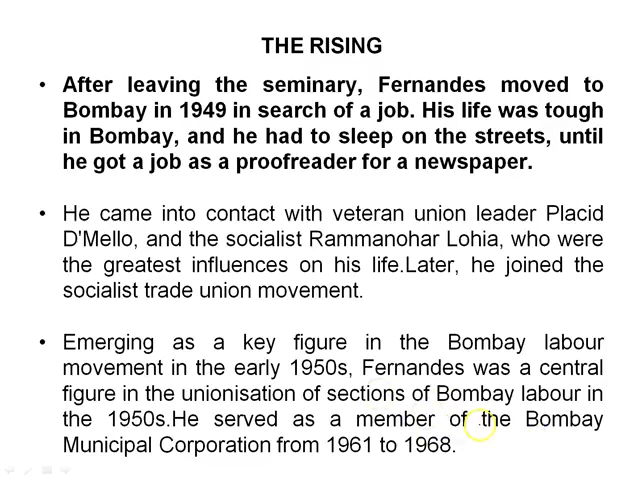 THE RISING
• After leaving the seminary, Fernandes moved to
Bombay in 1949 in search of a job. His life was tough
in Bombay, and he had to sleep on the streets, until
he got a job as a proofreader for a newspaper.
• He came into contact with veteran union leader Placid
D'Mello, and the socialist Rammanohar Lohia, who were
the greatest influences on his life.Later, he joined the
socialist trade union movement.
• Emerging as a key figure in the Bombay labour
movement in the early 1950s, Fernandes was a central
figure in the unionisation of sections of Bombay labour in
the 1950s.He served as a member of the Bombay
Municipal Corporation from 1961 to 1968.